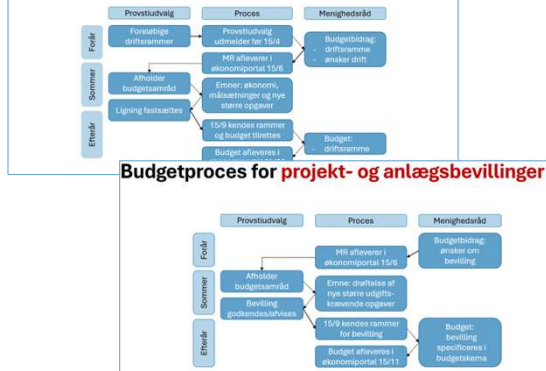 Provstiudvalg
Proces
Menighedsråd
Forår
Foreløbige
driftsrammer
Provstiudvalg
udmelder før 15/4
Budgetbidrag:
- driftsramme
- ønsker drift
MR afleverer i
økonomiportal 15/6
Sommer
Afholder
budgetsamråd
Emner: økonomi,
målsætninger og nye
større opgaver
Ligning fastsættes
Efterår
15/9 kendes rammer
og budget tilrettes
Budget:
- driftsramme
Budget afleveres i
Budgetproces for projekt- og anlægsbevillinger
Provstiudvalg
Proces
Menighedsråd
Forår
Budgetbidrag:
ønsker om
bevilling
MR afleverer i
økonomiportal 15/6
Sommer
Afholder
budgetsamråd
Emne: drøftelse af
nye større udgifts-
krævende opgaver
Bevilling
godkendes/afvises
Efterår
15/9 kendes rammer
for bevilling
Budget:
bevilling
specificeres i
budgetskema
Budget afleveres i
økonomiportal 15/11